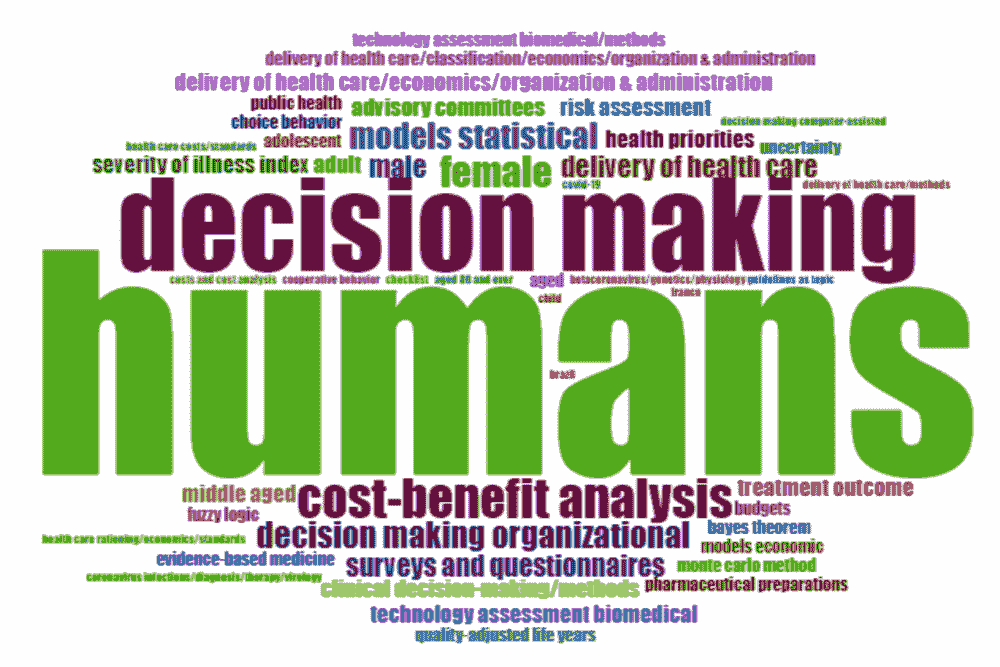 technology assessment biomedical/methods
delivery of health care/classification/economics/organization & administration
delivery of health care/economics/organization & administration
public health advisory committees risk assessment
choice behavior decision making computer-assisted
adolescent models statistical health priorities
health care costs/standards uncertainty
severity of illness index adult male female delivery of health care
covid-19 delivery of health care/methods
decision making
costs and cost analysis cooperative behavior checklist aged 80 and over aged betacoronavirus/genetics/physiology guidelines as topic
child france
humans
brazil
middle aged cost-benefit analysis treatment outcome
fuzzy logic budgets
decision making organizational bayes theorem
health care rationing/economics/standards models economic
evidence-based medicine surveys and questionnaires monte carlo method
coronavirus infections/diagnosis/therapy/virology
clinical decision-making/methods pharmaceutical preparations
technology assessment biomedical
quality-adjusted life years